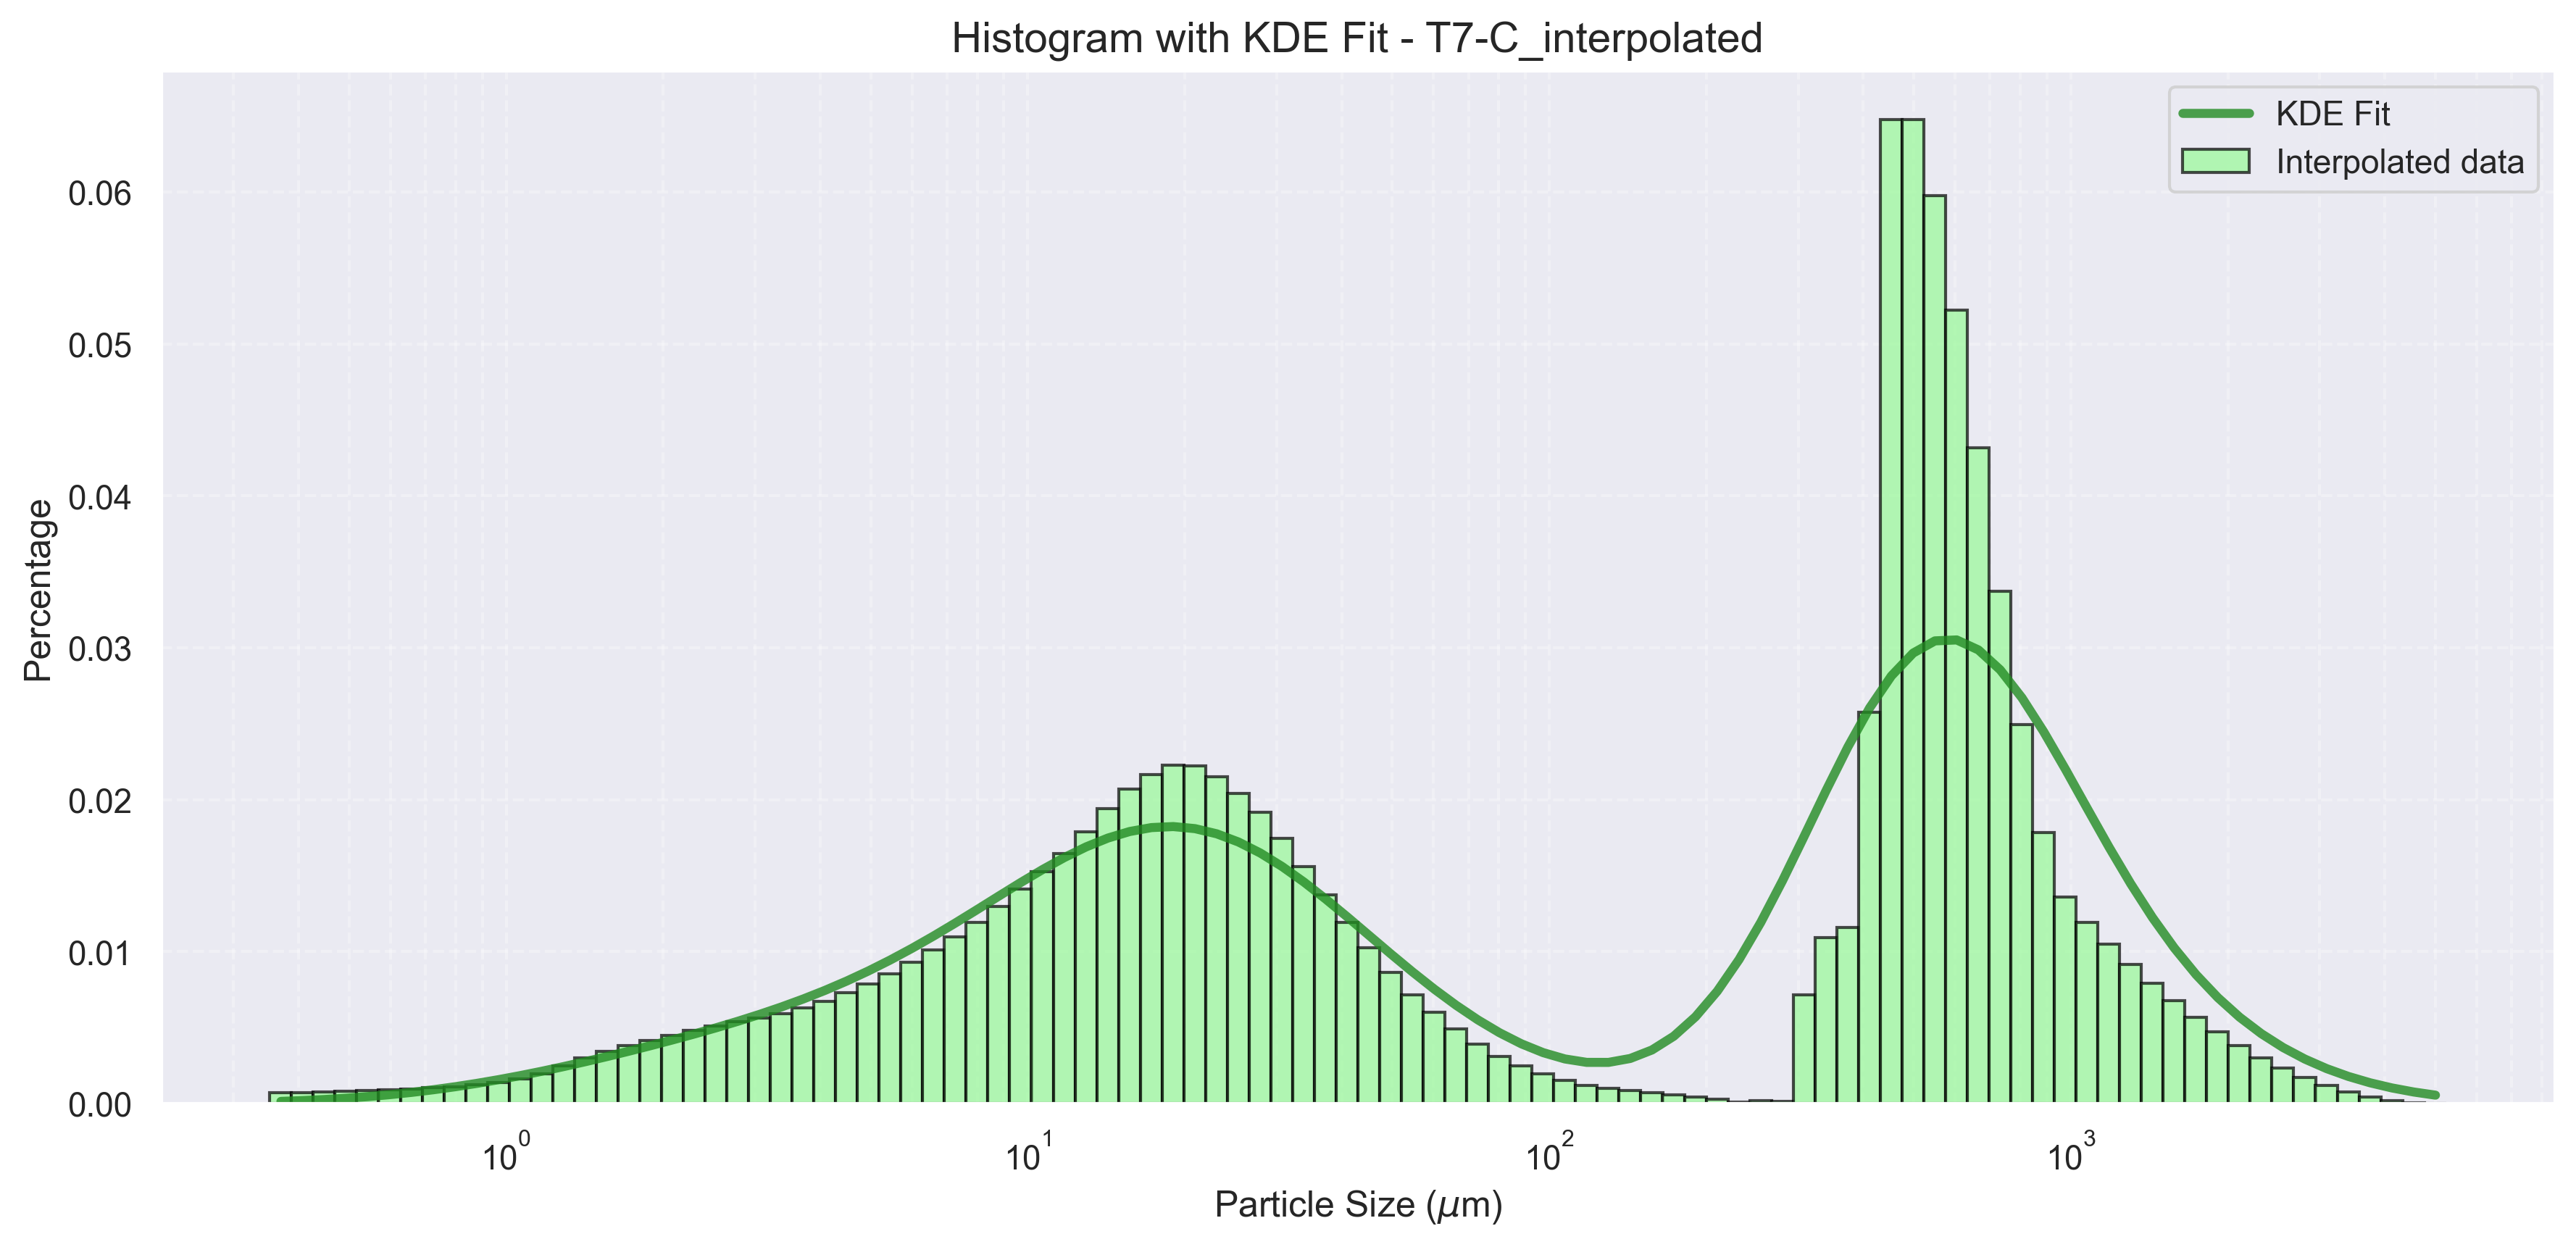 Histogram with KDE Fit - T7-C_interpolated
KDE Fit
Interpolated data
Percentage
0.06
0.05
0.04
0.03
0.02
0.01
0.00
10^0
10^1
10^2
10^3
Particle Size (μm)